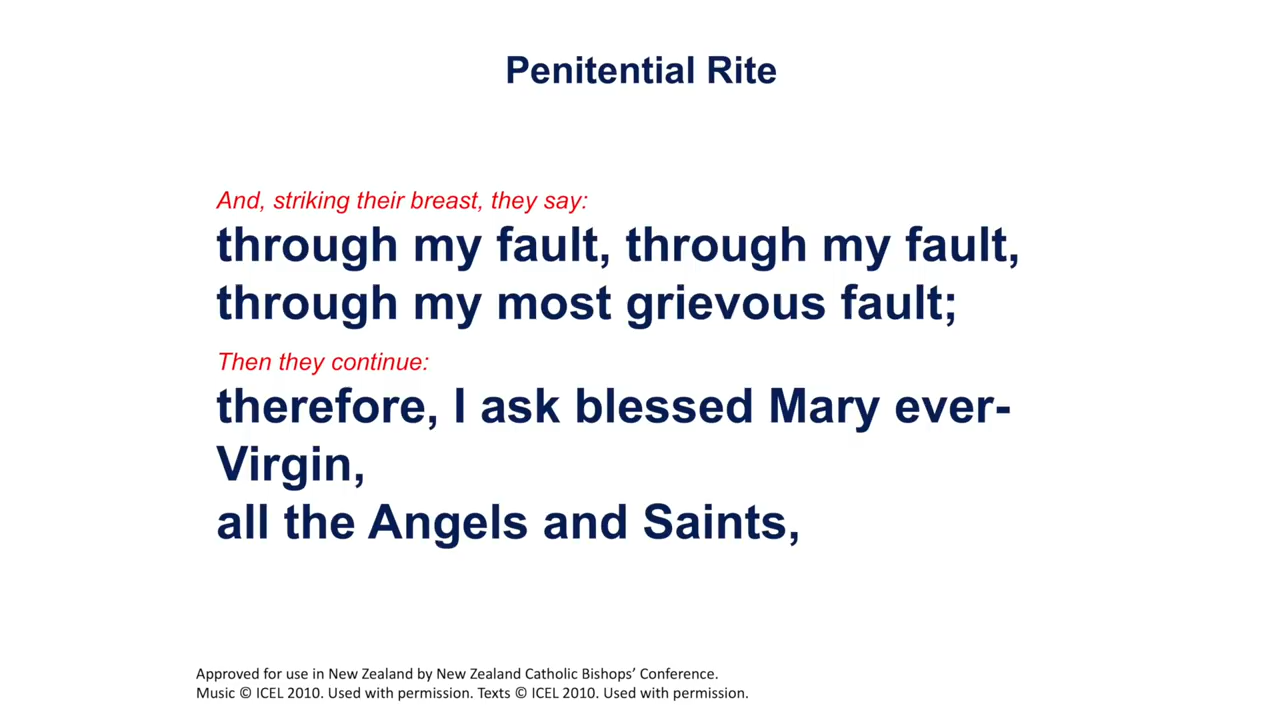 Penitential Rite
And, striking their breast, they say:
through my fault, through my fault,
through my most grievous fault;
Then they continue:
therefore, I ask blessed Mary ever-
Virgin,
all the Angels and Saints,
Approved for use in New Zealand by New Zealand Catholic Bishops’ Conference.
Music © ICEL 2010. Used with permission. Texts © ICEL 2010. Used with permission.